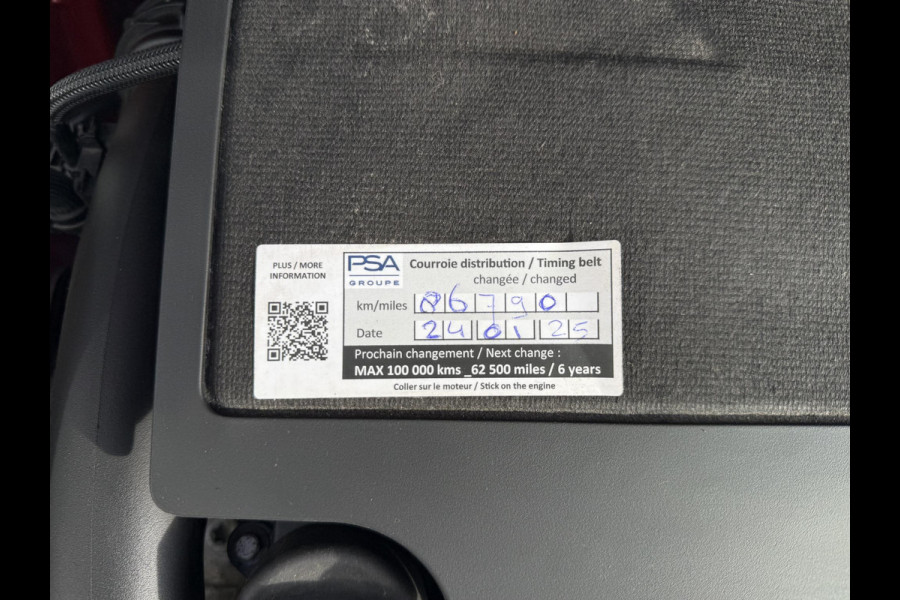 PLUS / MORE
INFORMATION
PSA
GROUPE
Courroie distribution / Timing belt
changée / changed
km/miles 86790
Date 24 01 25
Prochain changement / Next change :
MAX 100 000 kms _62 500 miles / 6 years
Coller sur le moteur / Stick on the engine